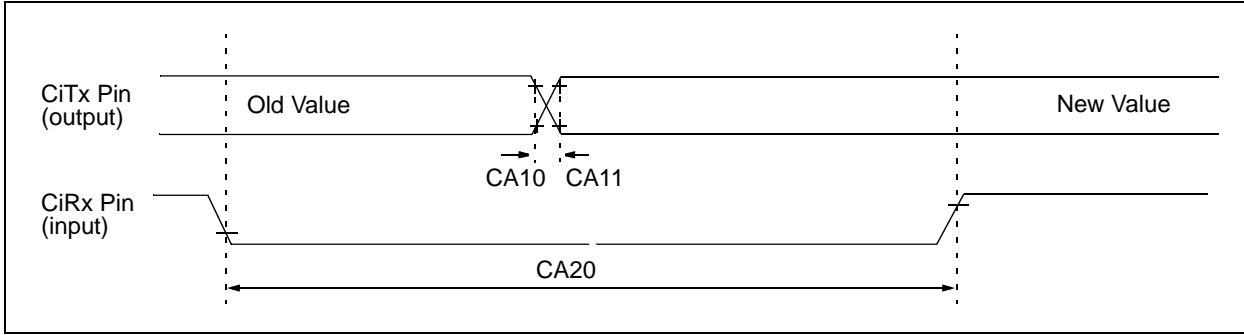 CiTx Pin
(output)
Old Value
New Value
CA10 CA11
CiRx Pin
(input)
CA20